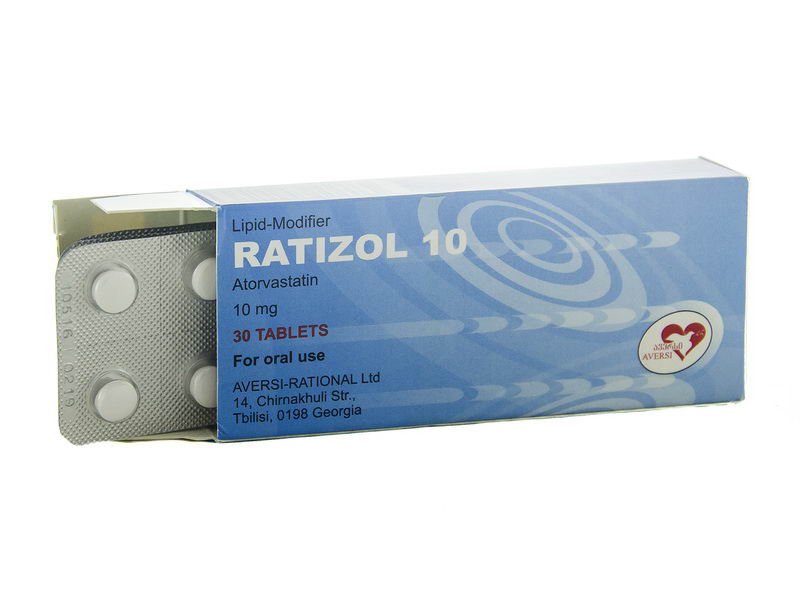 Lipid-Modifier
RATIZOL 10
Atorvastatin
10 mg
30 TABLETS
For oral use
AVERSI-RATIONAL Ltd
14, Chirnakhuli Str.,
Tbilisi, 0198 Georgia
ავერსი
AVERSI